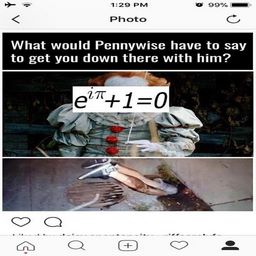 1:29 PM 99%
Photo
What would Pennywise have to say
to get you down there with him?
e^{iπ}+1=0